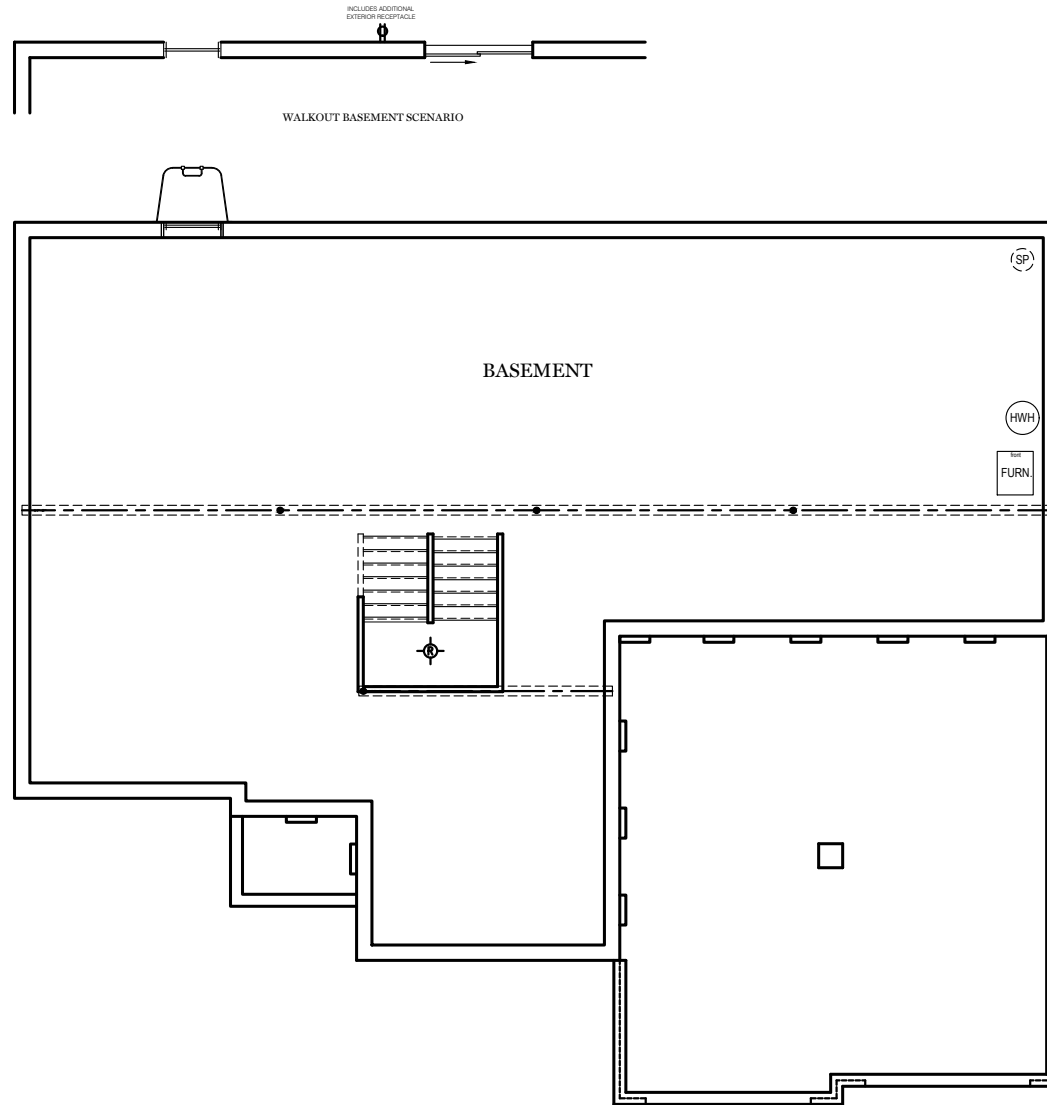 INCLUDES ADDITIONAL
EXTERIOR RECEPTACLE
WALKOUT BASEMENT SCENARIO
SP
BASEMENT
HWH
front
FURN.
R